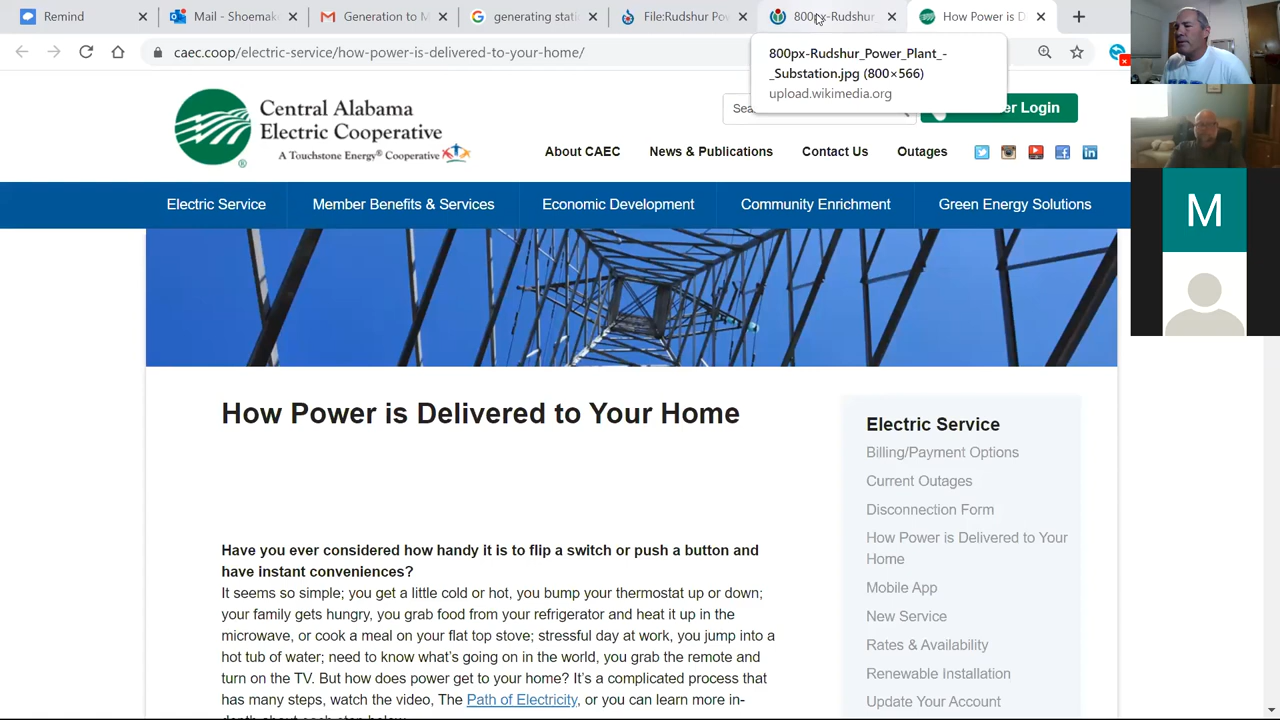 Remind
Mail - Shoemak
Generation to M
generating stati
File:Rudshur Pow
800px-Rudshur
How Power is D
caec.coop/electric-service/how-power-is-delivered-to-your-home/
800px-Rudshur_Power_Plant_-
_Substation.jpg (800×566)
upload.wikimedia.org
Central Alabama
Electric Cooperative
A Touchstone Energy® Cooperative
Sea
er Login
About CAEC
News & Publications
Contact Us
Outages
Electric Service
Member Benefits & Services
Economic Development
Community Enrichment
Green Energy Solutions
How Power is Delivered to Your Home
Have you ever considered how handy it is to flip a switch or push a button and
have instant conveniences?
It seems so simple; you get a little cold or hot, you bump your thermostat up or down;
your family gets hungry, you grab food from your refrigerator and heat it up in the
microwave, or cook a meal on your flat top stove; stressful day at work, you jump into a
hot tub of water; need to know what's going on in the world, you grab the remote and
turn on the TV. But how does power get to your home? It's a complicated process that
has many steps, watch the video, The Path of Electricity, or you can learn more in-
depth about each step below.
Electric Service
Billing/Payment Options
Current Outages
Disconnection Form
How Power is Delivered to Your
Home
Mobile App
New Service
Rates & Availability
Renewable Installation
Update Your Account
M